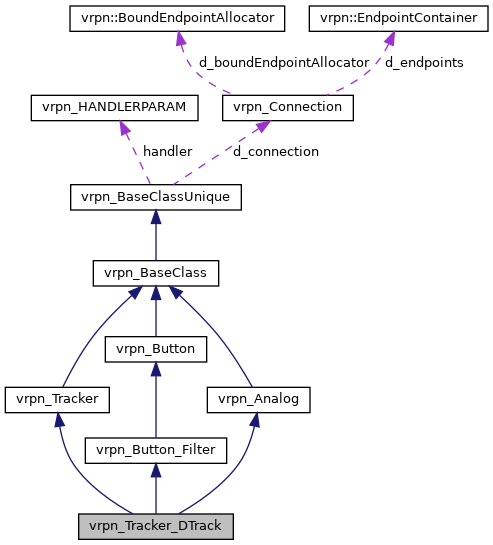 vrpn::BoundEndpointAllocator
vrpn::EndpointContainer
d_boundEndpointAllocator
d_endpoints
vrpn_HANDLERPARAM
vrpn_Connection
handler
d_connection
vrpn_BaseClassUnique
vrpn_BaseClass
vrpn_Button
vrpn_Tracker
vrpn_Analog
vrpn_Button_Filter
vrpn_Tracker_DTrack